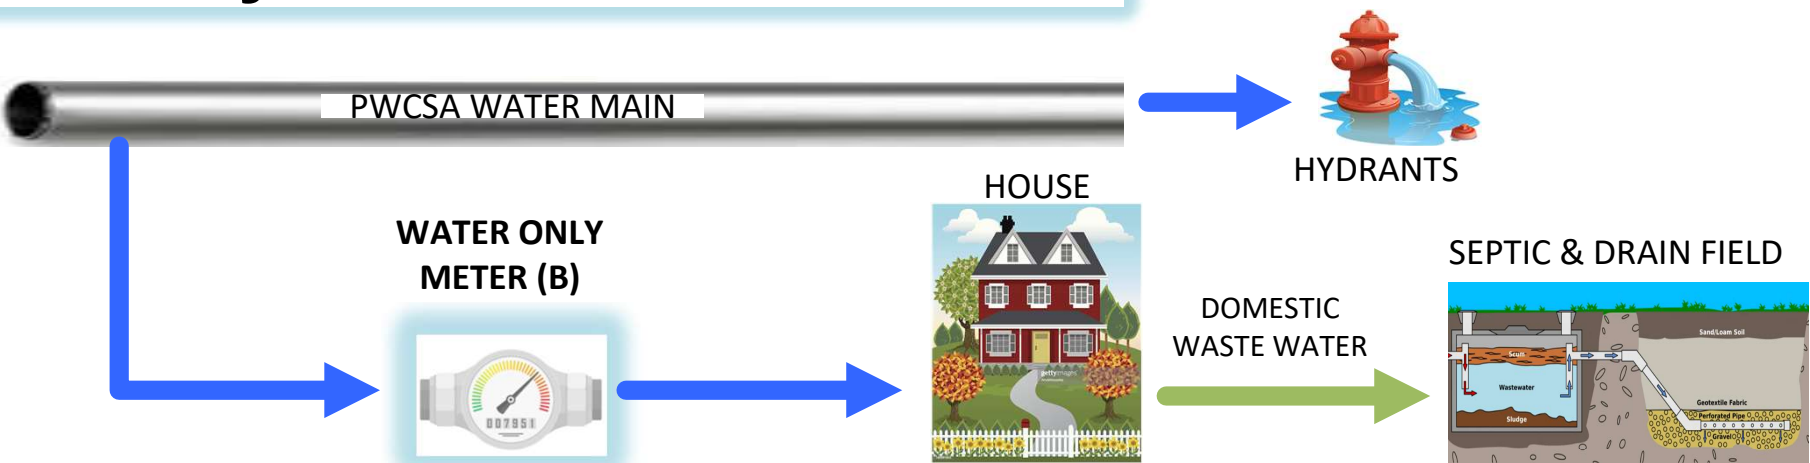 PWCSA WATER MAIN
HYDRANTS
HOUSE
WATER ONLY
METER (B)
007951
gettyimages
DOMESTIC
WASTE WATER
SEPTIC & DRAIN FIELD
Sand/Loam Soil
Scum
Wastewater
Sludge
Geotextile Fabric
Perforated Pipe
Gravel